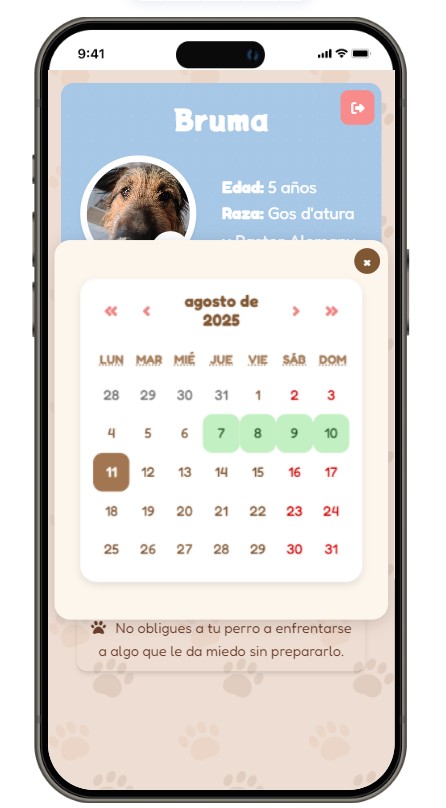 9:41
Bruma
Edad: 5 años
Raza: Gos d'atura
y Pastor Alemany
«
‹
agosto de
2025
›
»
LUN MAR MIÉ JUE VIE SÁB DOM
28 29 30 31 1 2 3
4 5 6 7 8 9 10
11 12 13 14 15 16 17
18 19 20 21 22 23 24
25 26 27 28 29 30 31
No obligues a tu perro a enfrentarse
a algo que le da miedo sin prepararlo.